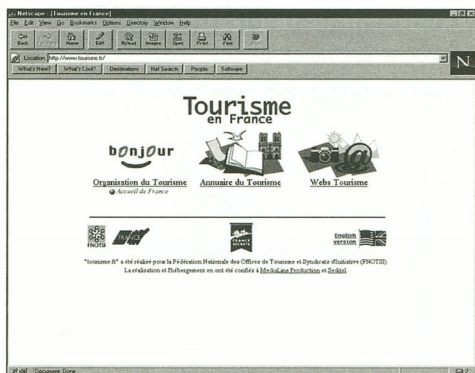 Netscape - [Tourisme en France]
File Edit View Go Bookmarks Options Directory Window Help
Back Home Edit Reload Images Open Print Find
Location: http://www.tourisme.fr/
What's New? What's Cool? Destinations Net Search People Software
N
Tourisme
en France
bonjour
Organisation du Tourisme Annuaire du Tourisme Webs Tourisme
Accueil de France
FNOTSI FRANCE FRANCE SECRETE English
version
"tourisme.fr" a été réalisé pour la Fédération Nationale des Offices de Tourisme et Syndicats d'Initiative (FNOTSI).
La réalisation et l'hébergement en ont été confiés à MediaLine Production et Seditel.
Document: Done